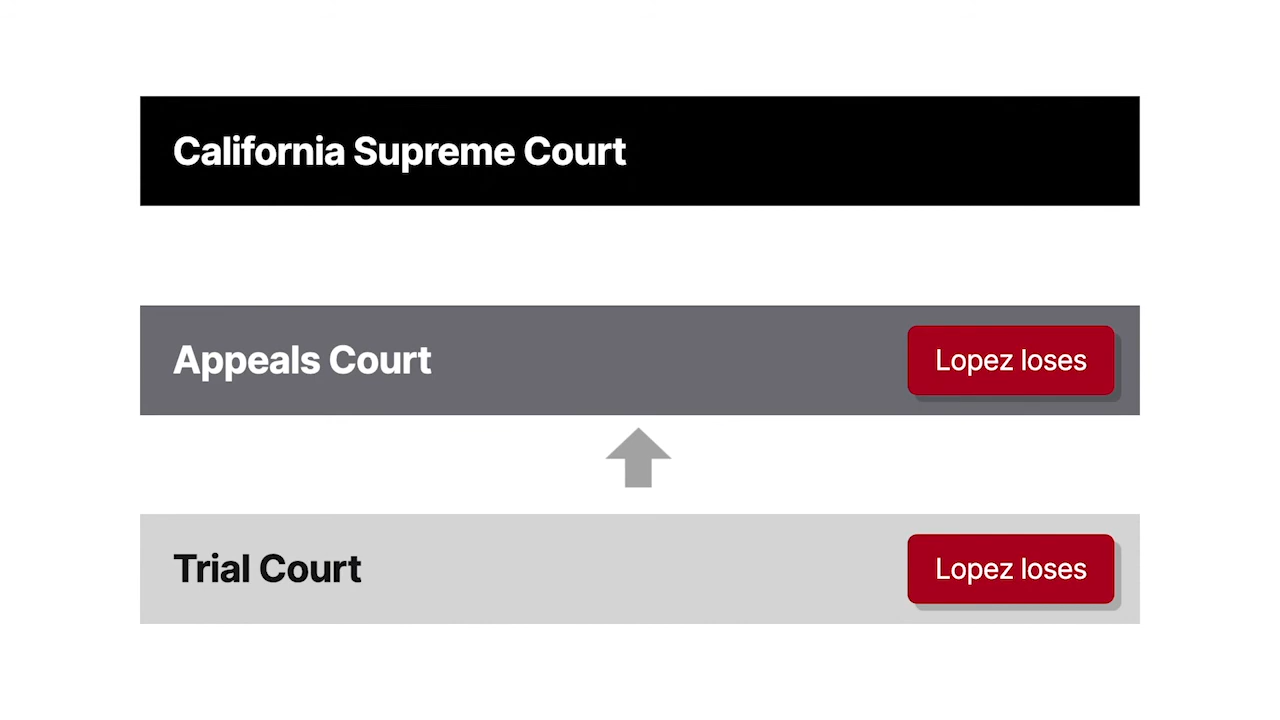 California Supreme Court
Appeals Court
Lopez loses
Trial Court
Lopez loses